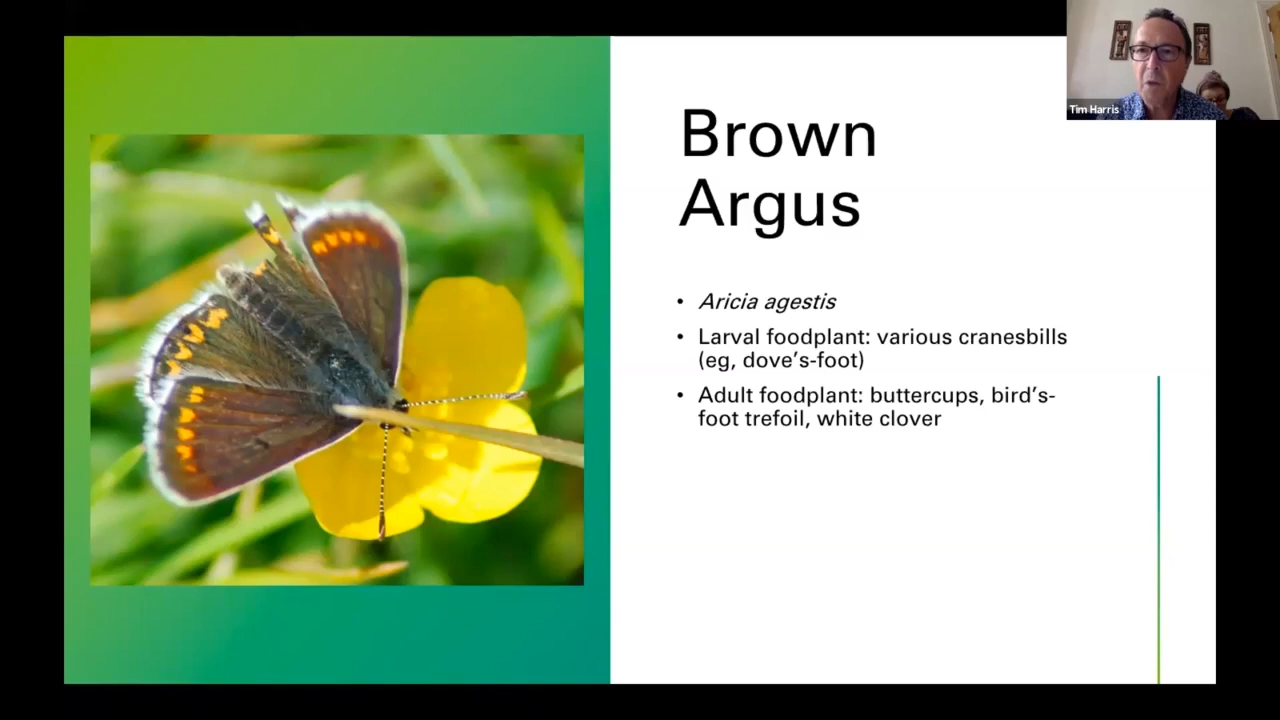 Tim Harris
Brown
Argus
• Aricia agestis
• Larval foodplant: various cranesbills
(eg, dove’s-foot)
• Adult foodplant: buttercups, bird’s-
foot trefoil, white clover